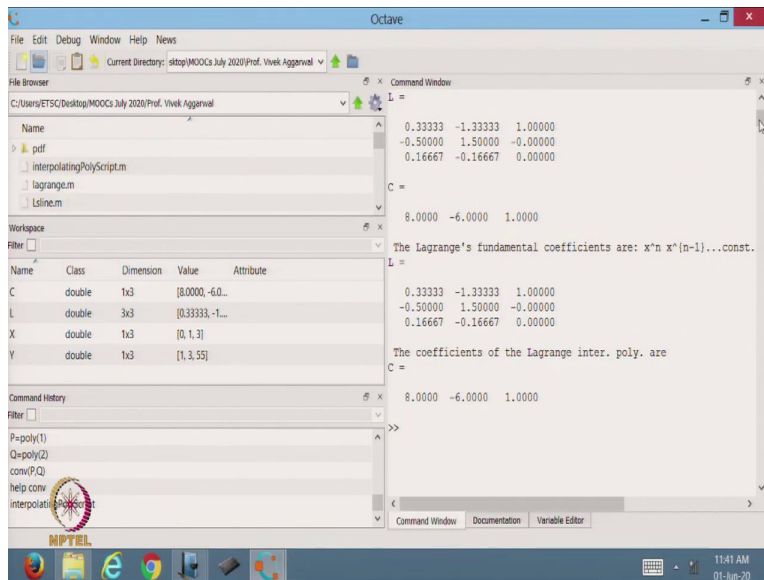 Octave
File Edit Debug Window Help News
Current Directory: sktop\MOOCs July 2020\Prof. Vivek Aggarwal
File Browser
C:/Users/ETSC/Desktop/MOOCs July 2020/Prof. Vivek Aggarwal
Name
pdf
interpolatingPolyScript.m
lagrange.m
Lsline.m
Workspace
Filter
Name Class Dimension Value Attribute
C double 1x3 [8.0000, -6.0...
L double 3x3 [0.33333, -1....
X double 1x3 [0, 1, 3]
Y double 1x3 [1, 3, 55]
Command History
Filter
P=poly(1)
Q=poly(2)
conv(P,Q)
help conv
interpolatingPolyScript
NPTEL
Command Window
L =
0.33333 -1.33333 1.00000
-0.50000 1.50000 -0.00000
0.16667 -0.16667 0.00000
C =
8.0000 -6.0000 1.0000
The Lagrange's fundamental coefficients are: x^n x^{n-1}...const.
L =
0.33333 -1.33333 1.00000
-0.50000 1.50000 -0.00000
0.16667 -0.16667 0.00000
The coefficients of the Lagrange inter. poly. are
C =
8.0000 -6.0000 1.0000
>>
Command Window Documentation Variable Editor
11:41 AM
01-Jun-20